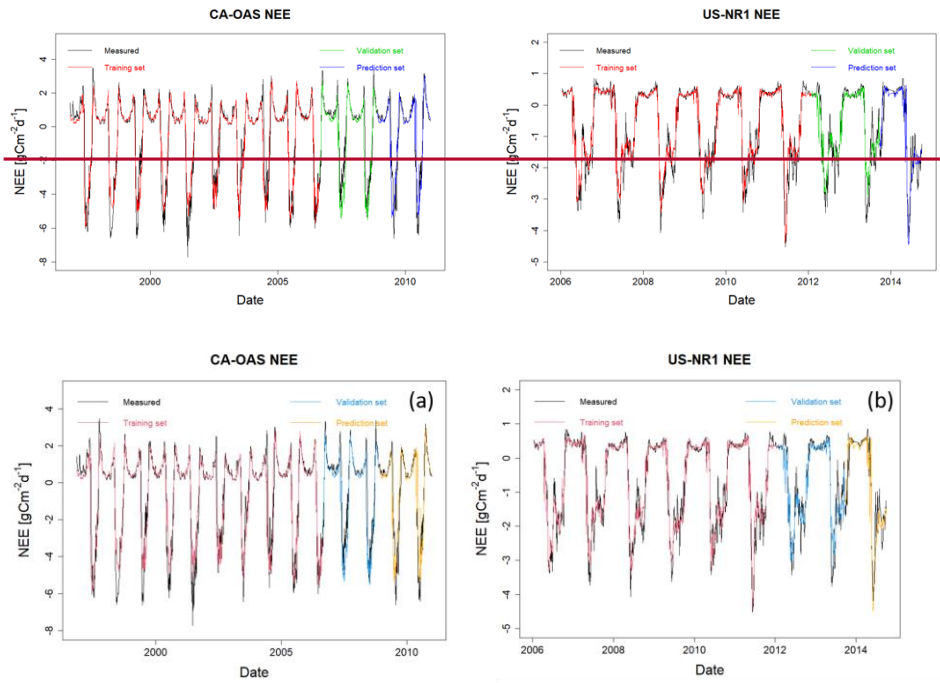 CA-OAS NEE
NEE [gCm-2d-1]
4
2
0
-2
-4
-6
-8
Measured
Training set
Validation set
Prediction set
2000
2005
2010
Date
US-NR1 NEE
NEE [gCm-2d-1]
2
1
0
-1
-2
-3
-4
-5
Measured
Training set
Validation set
Prediction set
2006
2008
2010
2012
2014
Date
CA-OAS NEE
NEE [gCm-2d-1]
4
2
0
-2
-4
-6
-8
Measured
Training set
Validation set
Prediction set
(a)
2000
2005
2010
Date
US-NR1 NEE
NEE [gCm-2d-1]
2
1
0
-1
-2
-3
-4
-5
Measured
Training set
Validation set
Prediction set
(b)
2006
2008
2010
2012
2014
Date